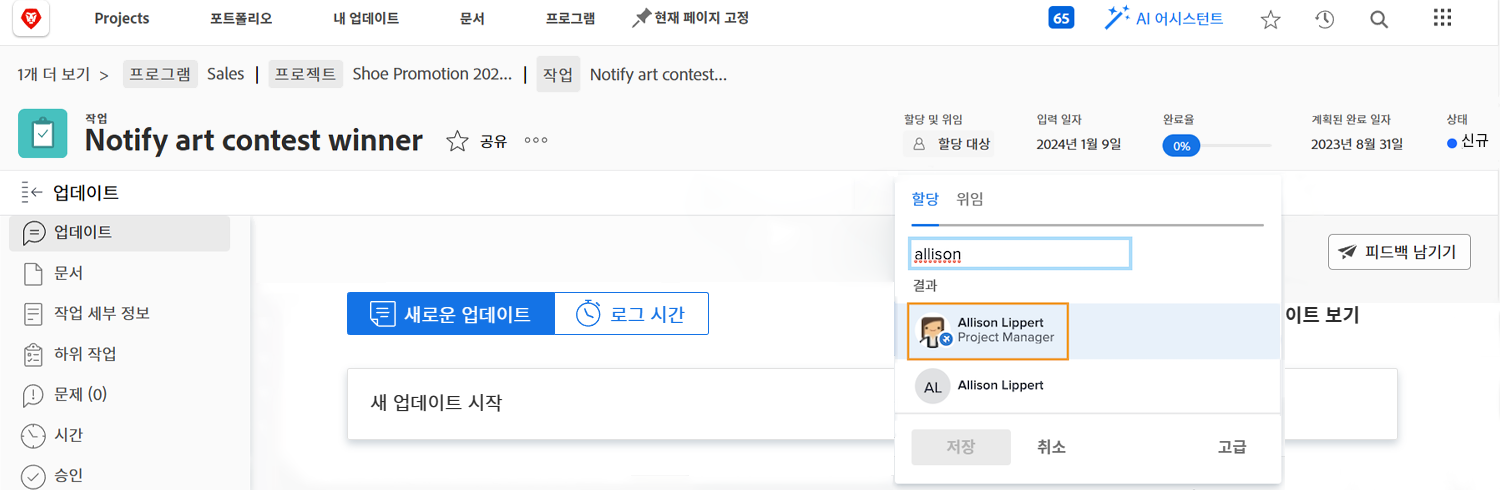 Projects 포트폴리오 내 업데이트 문서 프로그램 현재 페이지 고정 65 AI 어시스턴트
1개 더 보기 > 프로그램 Sales | 프로젝트 Shoe Promotion 202... | 작업 Notify art contest...
작업
Notify art contest winner 공유
할당 및 위임 입력 일자 완료율 계획된 완료 일자 상태
할당 대상 2024년 1월 9일 0% 2023년 8월 31일 신규
업데이트
업데이트
문서
작업 세부 정보
하위 작업
문제 (0)
시간
승인
새로운 업데이트 로그 시간
새 업데이트 시작
할당 위임
allison
결과
Allison Lippert
Project Manager
AL Allison Lippert
저장 취소 고급
피드백 남기기
이트 보기